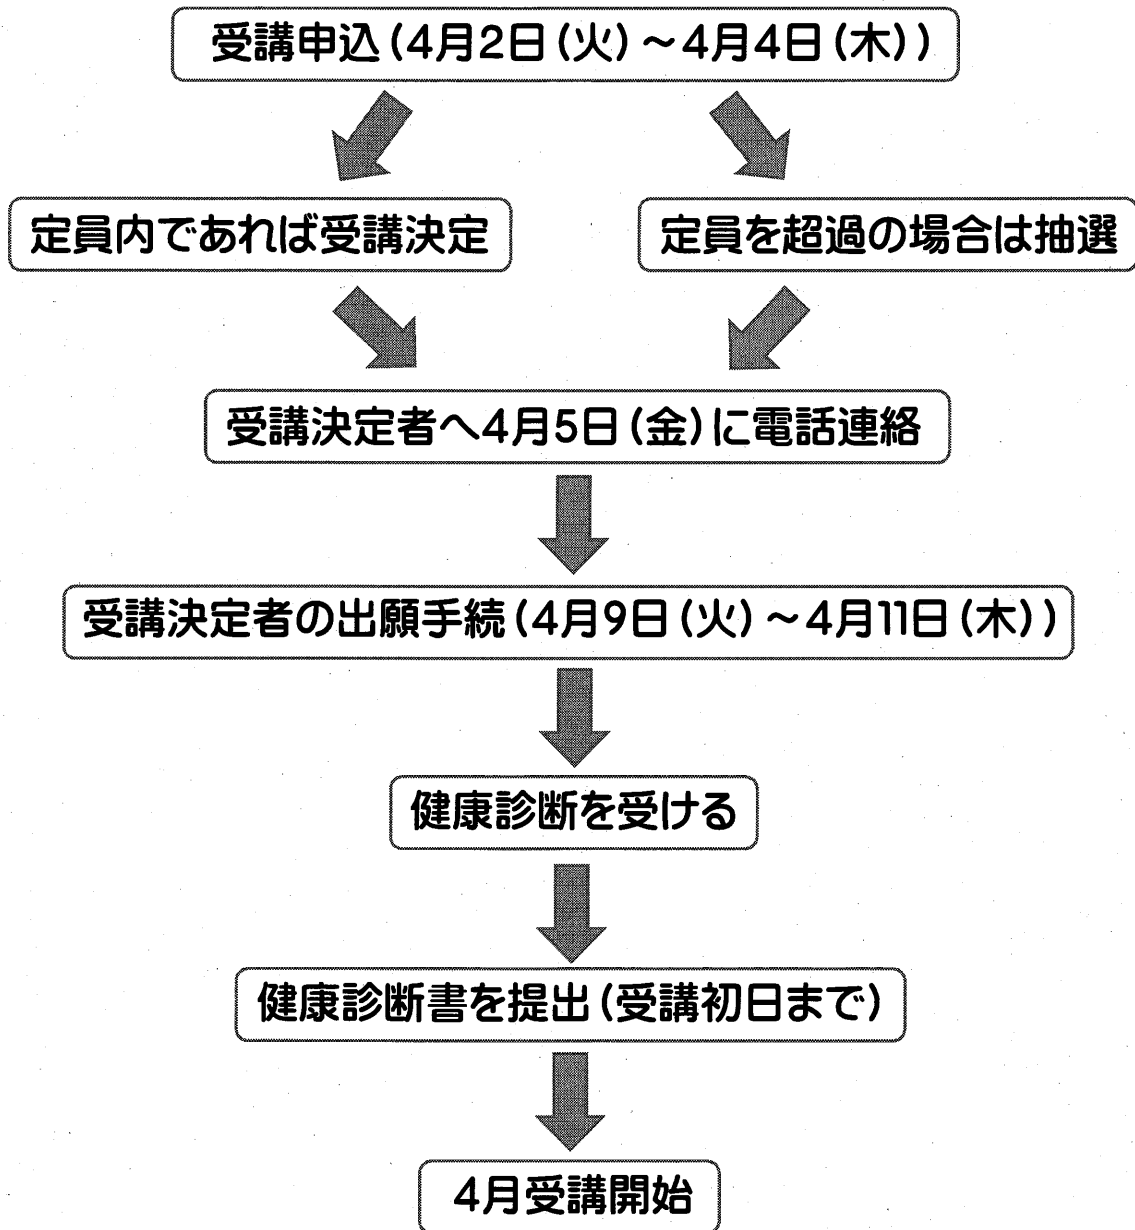 受講申込(4月2日(火)~4月4日(木))
定員内であれば受講決定
定員を超過の場合は抽選
受講決定者へ4月5日(金)に電話連絡
受講決定者の出願手続(4月9日(火)~4月11日(木))
健康診断を受ける
健康診断書を提出(受講初日まで)
4月受講開始